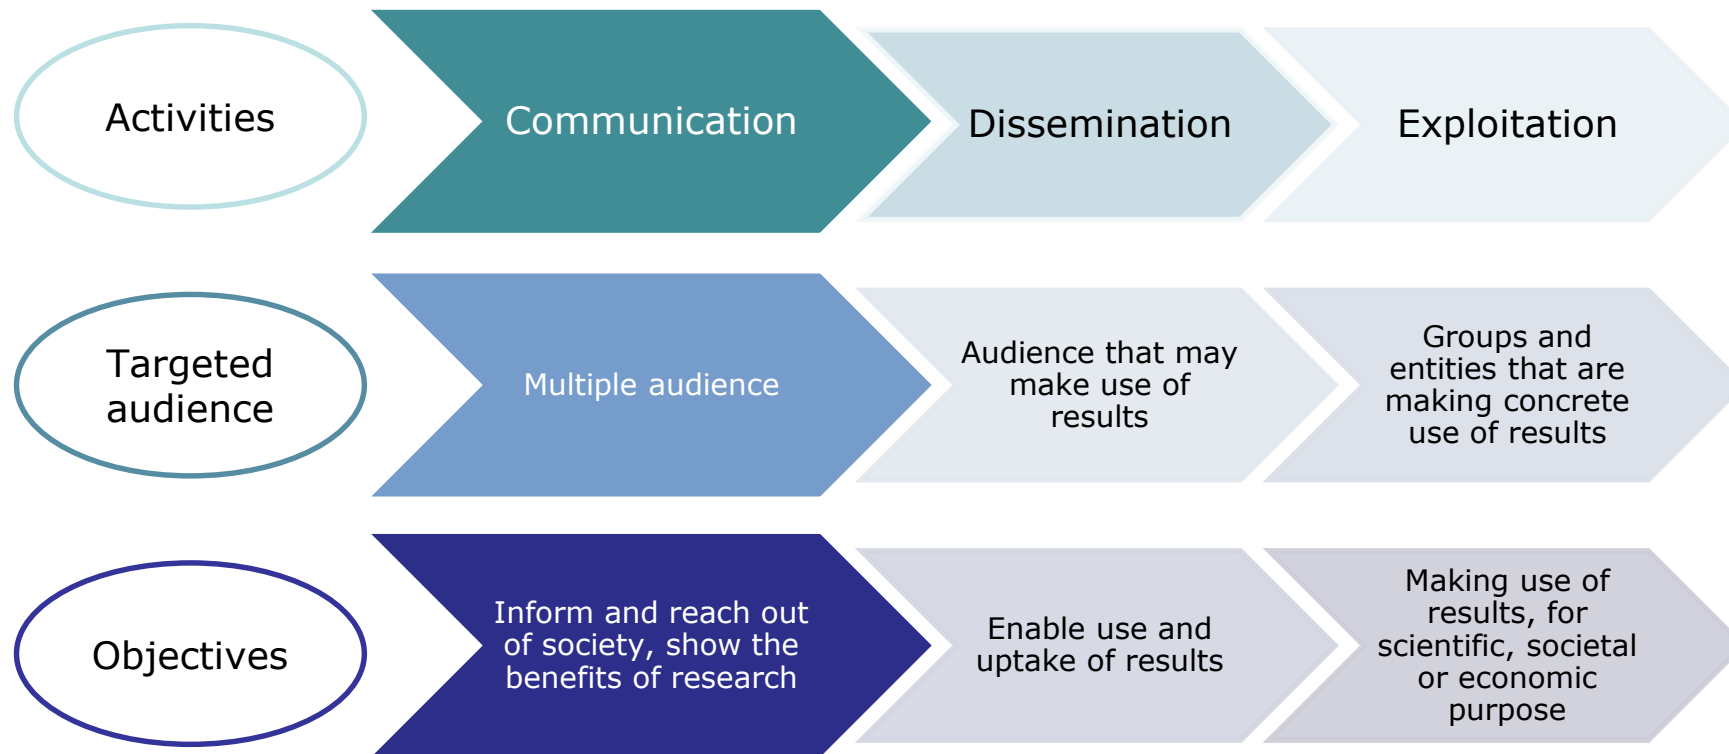 Activities
Communication
Dissemination
Exploitation
Targeted
audience
Multiple audience
Audience that may
make use of
results
Groups and
entities that are
making concrete
use of results
Objectives
Inform and reach out
of society, show the
benefits of research
Enable use and
uptake of results
Making use of
results, for
scientific, societal
or economic
purpose